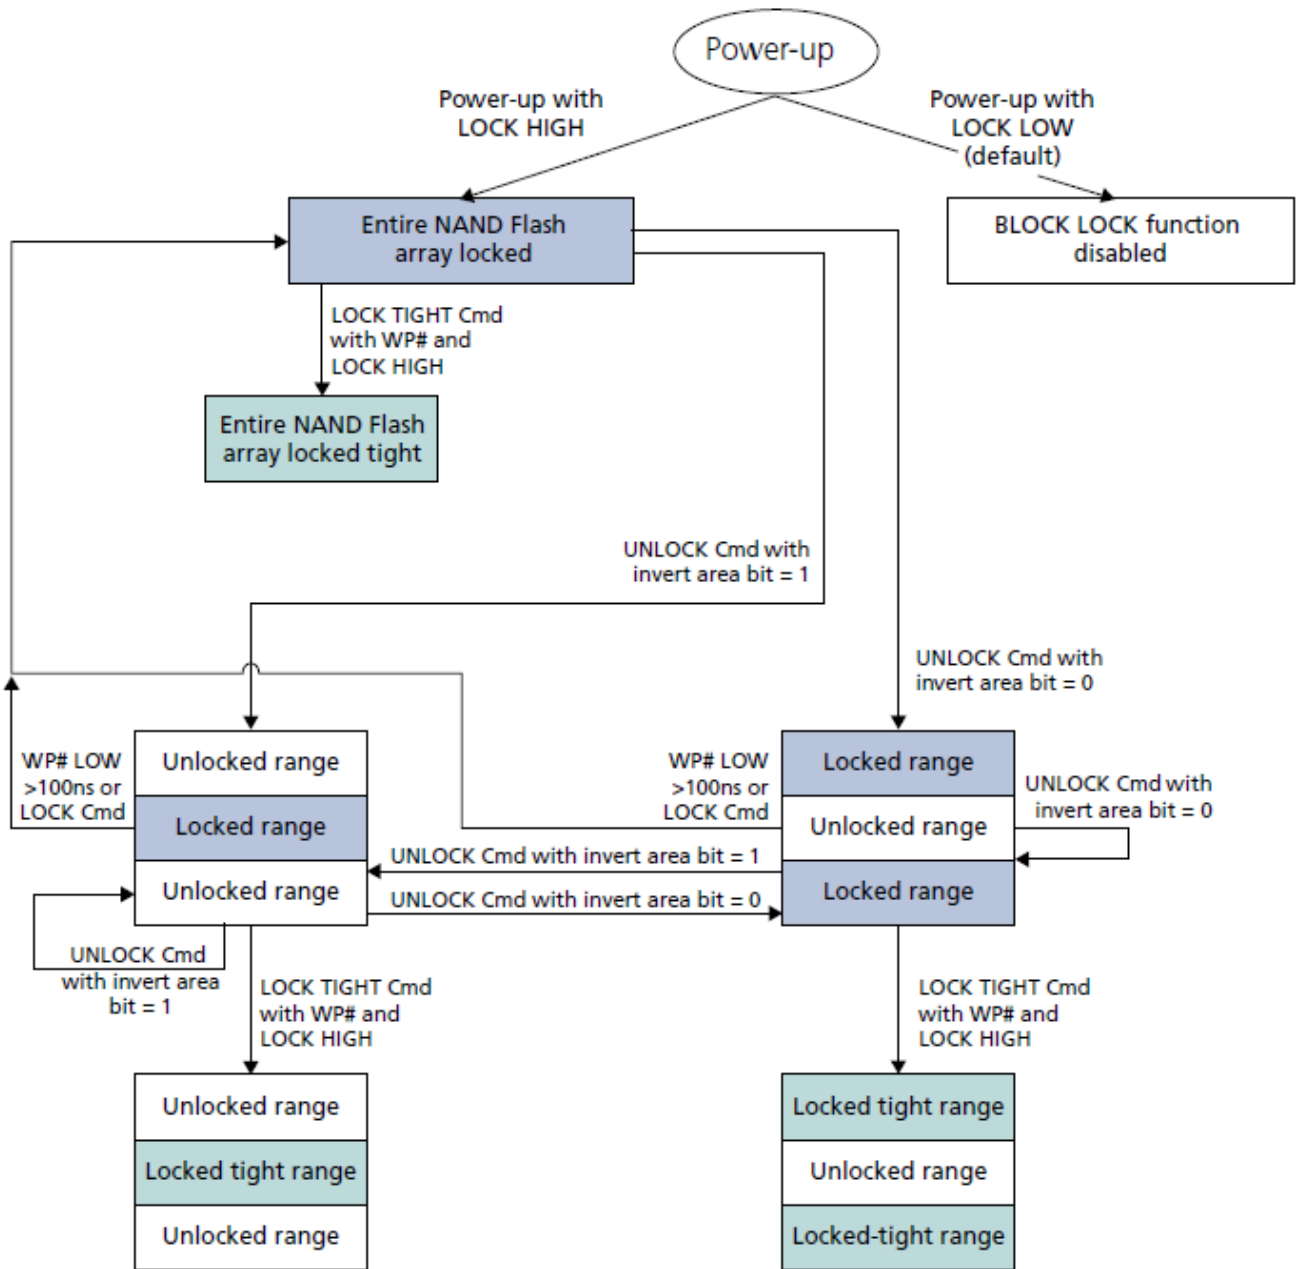 Power-up
Power-up with
LOCK HIGH
Power-up with
LOCK LOW
(default)
Entire NAND Flash
array locked
BLOCK LOCK function
disabled
LOCK TIGHT Cmd
with WP# and
LOCK HIGH
Entire NAND Flash
array locked tight
UNLOCK Cmd with
invert area bit = 1
UNLOCK Cmd with
invert area bit = 0
WP# LOW
>100ns or
LOCK Cmd
Unlocked range
Locked range
Unlocked range
WP# LOW
>100ns or
LOCK Cmd
Locked range
Unlocked range
Locked range
UNLOCK Cmd with
invert area bit = 0
UNLOCK Cmd with invert area bit = 1
UNLOCK Cmd with invert area bit = 0
UNLOCK Cmd
with invert area
bit = 1
LOCK TIGHT Cmd
with WP# and
LOCK HIGH
LOCK TIGHT Cmd
with WP# and
LOCK HIGH
Unlocked range
Locked tight range
Unlocked range
Locked tight range
Unlocked range
Locked-tight range